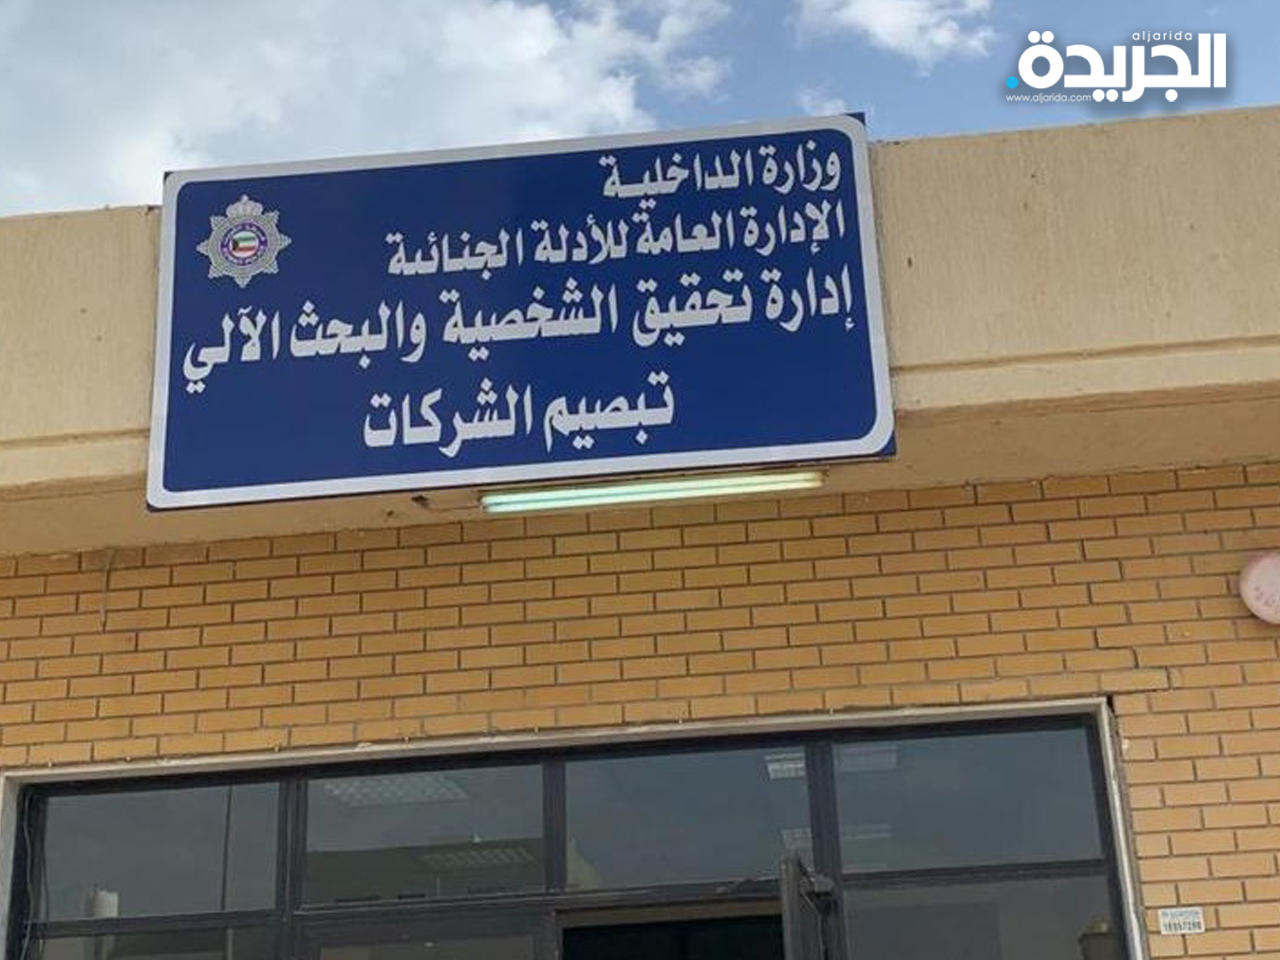 aljarida
الجريدة.
www.aljarida.com
وزارة الداخلية
الإدارة العامة للأدلة الجنائية
إدارة تحقيق الشخصية والبحث الآلي
تبصيم الشركات